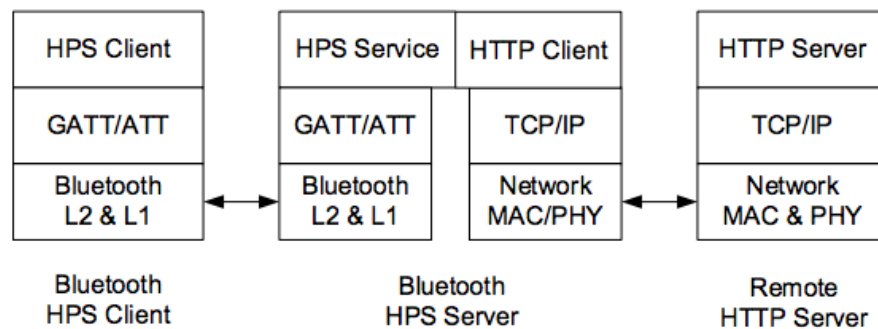 HPS Client
HPS Service
HTTP Client
HTTP Server
GATT/ATT
GATT/ATT
TCP/IP
TCP/IP
Bluetooth
L2 & L1
Bluetooth
L2 & L1
Network
MAC/PHY
Network
MAC & PHY
Bluetooth
HPS Client
Bluetooth
HPS Server
Remote
HTTP Server